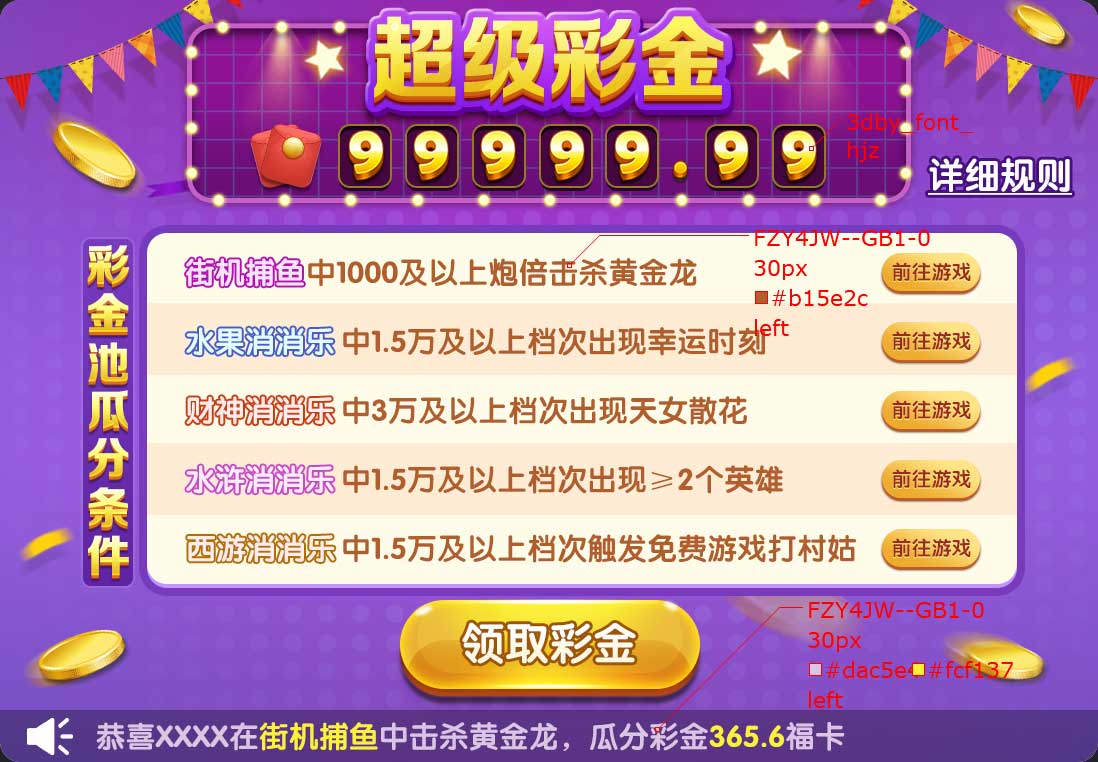 超级彩金
99999.99
3dby_font_
hjz
详细规则
彩金池瓜分条件
街机捕鱼中1000及以上炮倍击杀黄金龙
前往游戏
FZY4JW--GB1-0
30px
#b15e2c
left
水果消消乐 中1.5万及以上档次出现幸运时刻
前往游戏
财神消消乐 中3万及以上档次出现天女散花
前往游戏
水浒消消乐 中1.5万及以上档次出现≥2个英雄
前往游戏
西游消消乐 中1.5万及以上档次触发免费游戏打村姑
前往游戏
领取彩金
FZY4JW--GB1-0
30px
#dac5e4 #fcf137
left
恭喜XXXX在街机捕鱼中击杀黄金龙，瓜分彩金365.6福卡